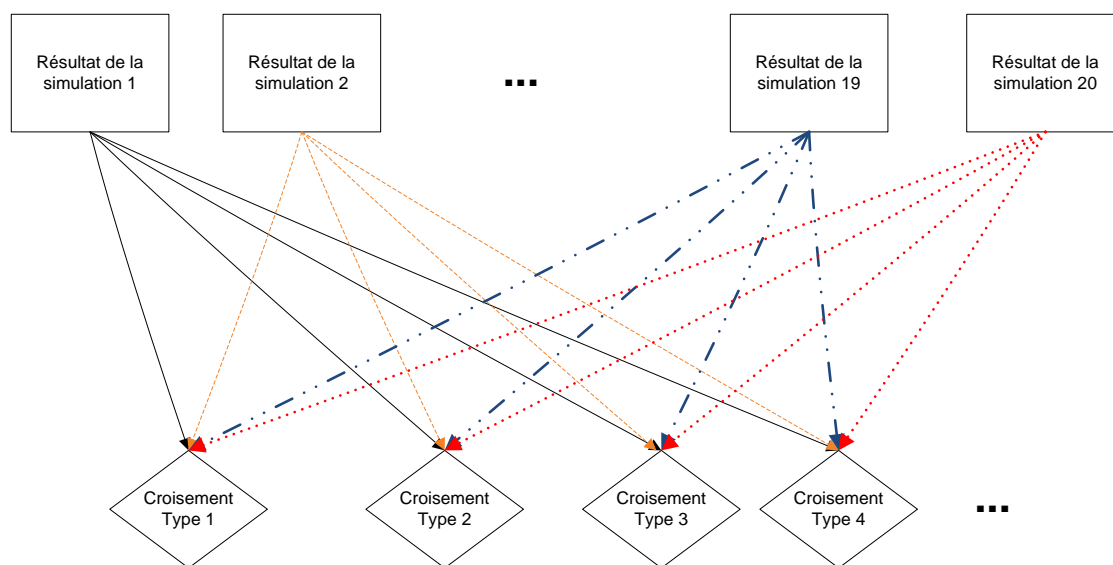 Résultat de la
simulation 1
Résultat de la
simulation 2
...
Résultat de la
simulation 19
Résultat de la
simulation 20
Croisement
Type 1
Croisement
Type 2
Croisement
Type 3
Croisement
Type 4
...